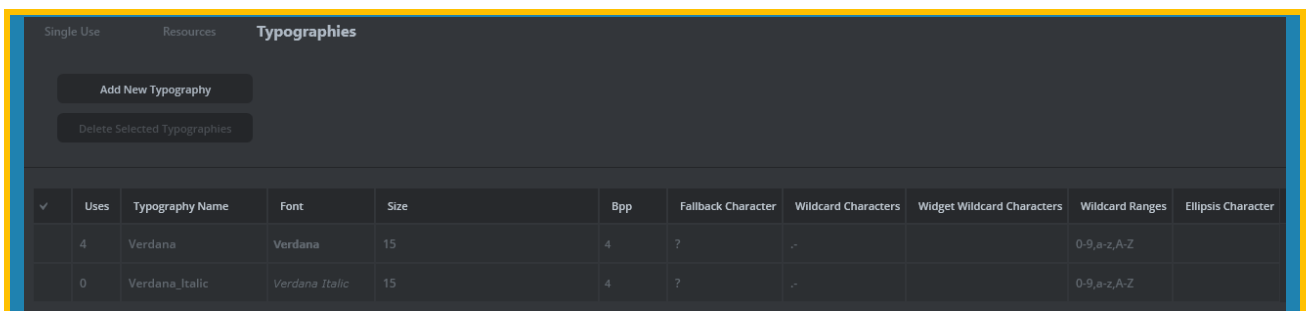 Single Use Resources Typographies
Add New Typography
Delete Selected Typographies
Uses Typography Name Font Size Bpp Fallback Character Wildcard Characters Widget Wildcard Characters Wildcard Ranges Ellipsis Character
4 Verdana Verdana 15 4 ? .- 0-9,a-z,A-Z
0 Verdana_Italic Verdana Italic 15 4 ? .- 0-9,a-z,A-Z